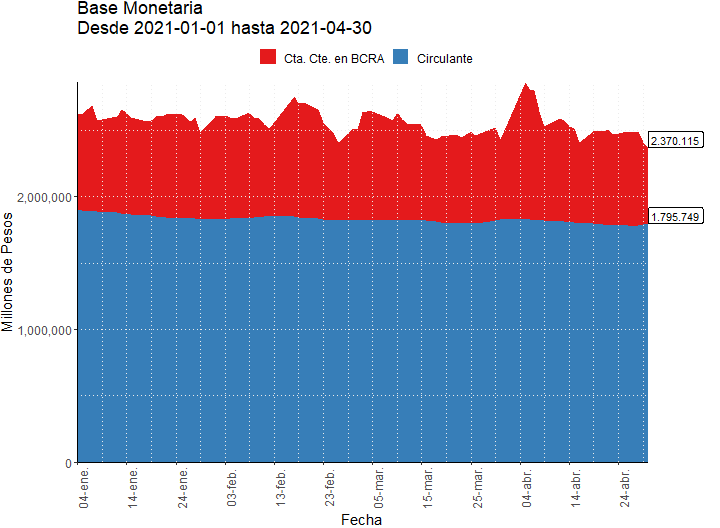 Base Monetaria
Desde 2021-01-01 hasta 2021-04-30
Cta. Cte. en BCRA Circulante
Millones de Pesos
2,000,000
1,000,000
0
2.370.115
1.795.749
04-ene.
14-ene.
24-ene.
03-feb.
13-feb.
23-feb.
05-mar.
15-mar.
25-mar.
04-abr.
14-abr.
24-abr.
Fecha